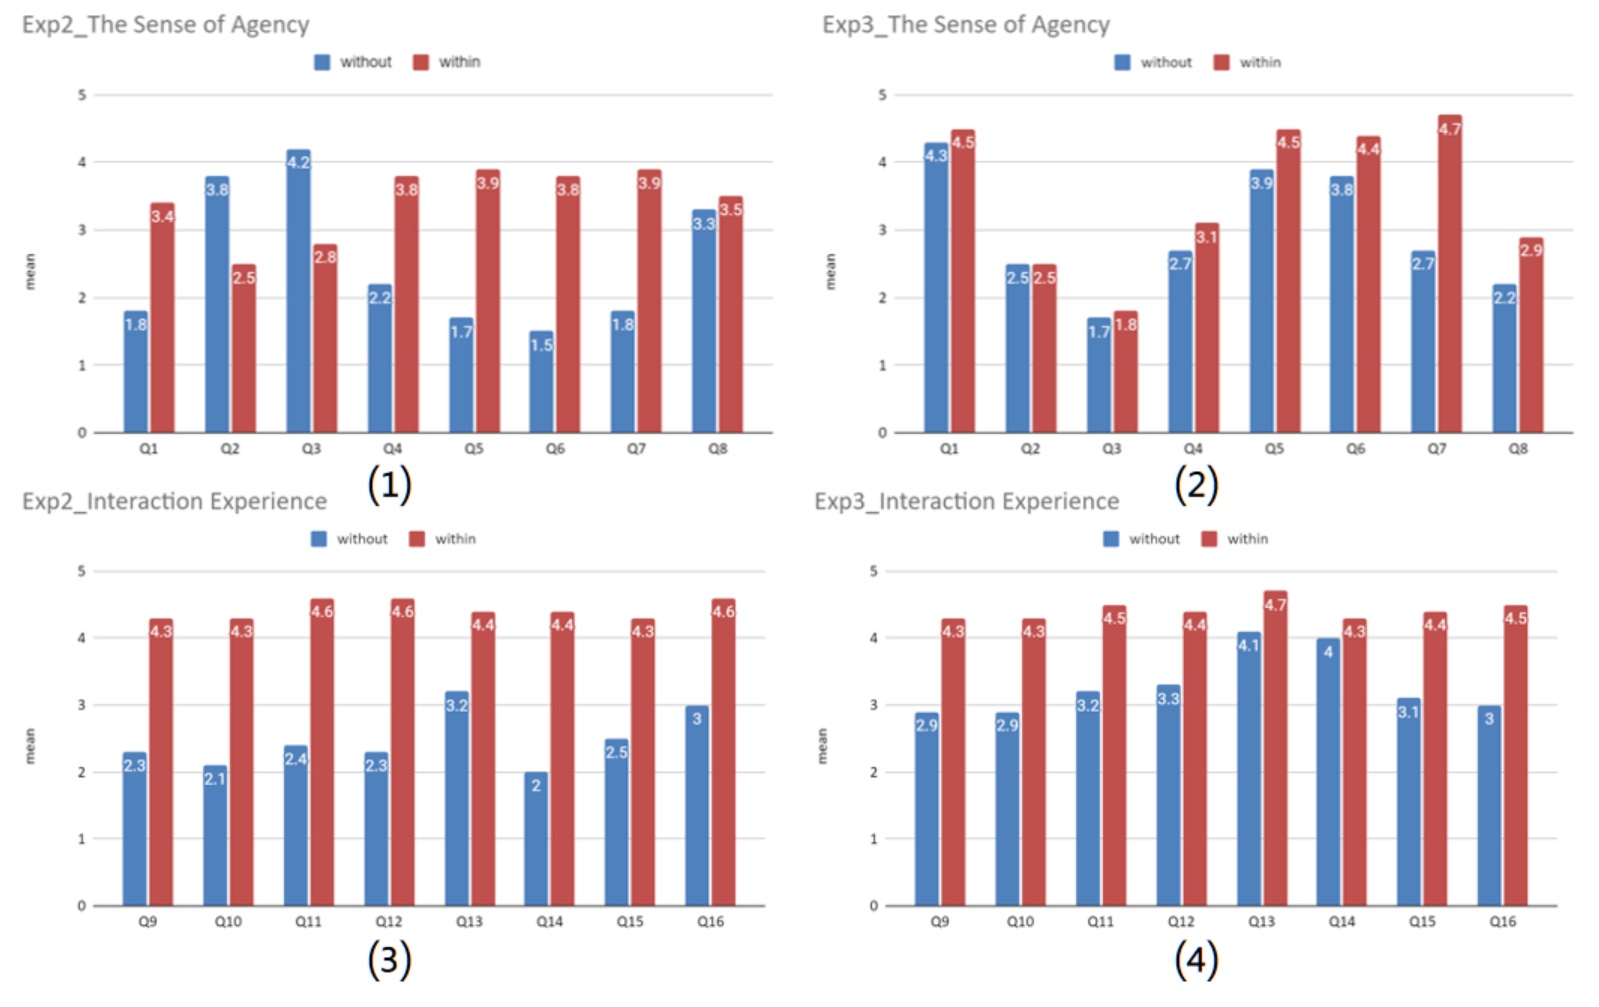 Exp2_The Sense of Agency
without within
5
4
3
2
1
0
mean
1.8 3.4 3.8 2.5 4.2 2.8 2.2 3.8 1.7 3.9 1.5 3.8 1.8 3.9 3.3 3.5
Q1 Q2 Q3 Q4 Q5 Q6 Q7 Q8
(1)
Exp3_The Sense of Agency
without within
5
4
3
2
1
0
mean
4.3 4.5 2.5 2.5 1.7 1.8 2.7 3.1 3.9 4.5 3.8 4.4 2.7 4.7 2.2 2.9
Q1 Q2 Q3 Q4 Q5 Q6 Q7 Q8
(2)
Exp2_Interaction Experience
without within
5
4
3
2
1
0
mean
2.3 4.3 2.1 4.3 2.4 4.6 2.3 4.6 3.2 4.4 2 4.4 2.5 4.3 3 4.6
Q9 Q10 Q11 Q12 Q13 Q14 Q15 Q16
(3)
Exp3_Interaction Experience
without within
5
4
3
2
1
0
mean
2.9 4.3 2.9 4.3 3.2 4.5 3.3 4.4 4.1 4.7 4 4.3 3.1 4.4 3 4.5
Q9 Q10 Q11 Q12 Q13 Q14 Q15 Q16
(4)